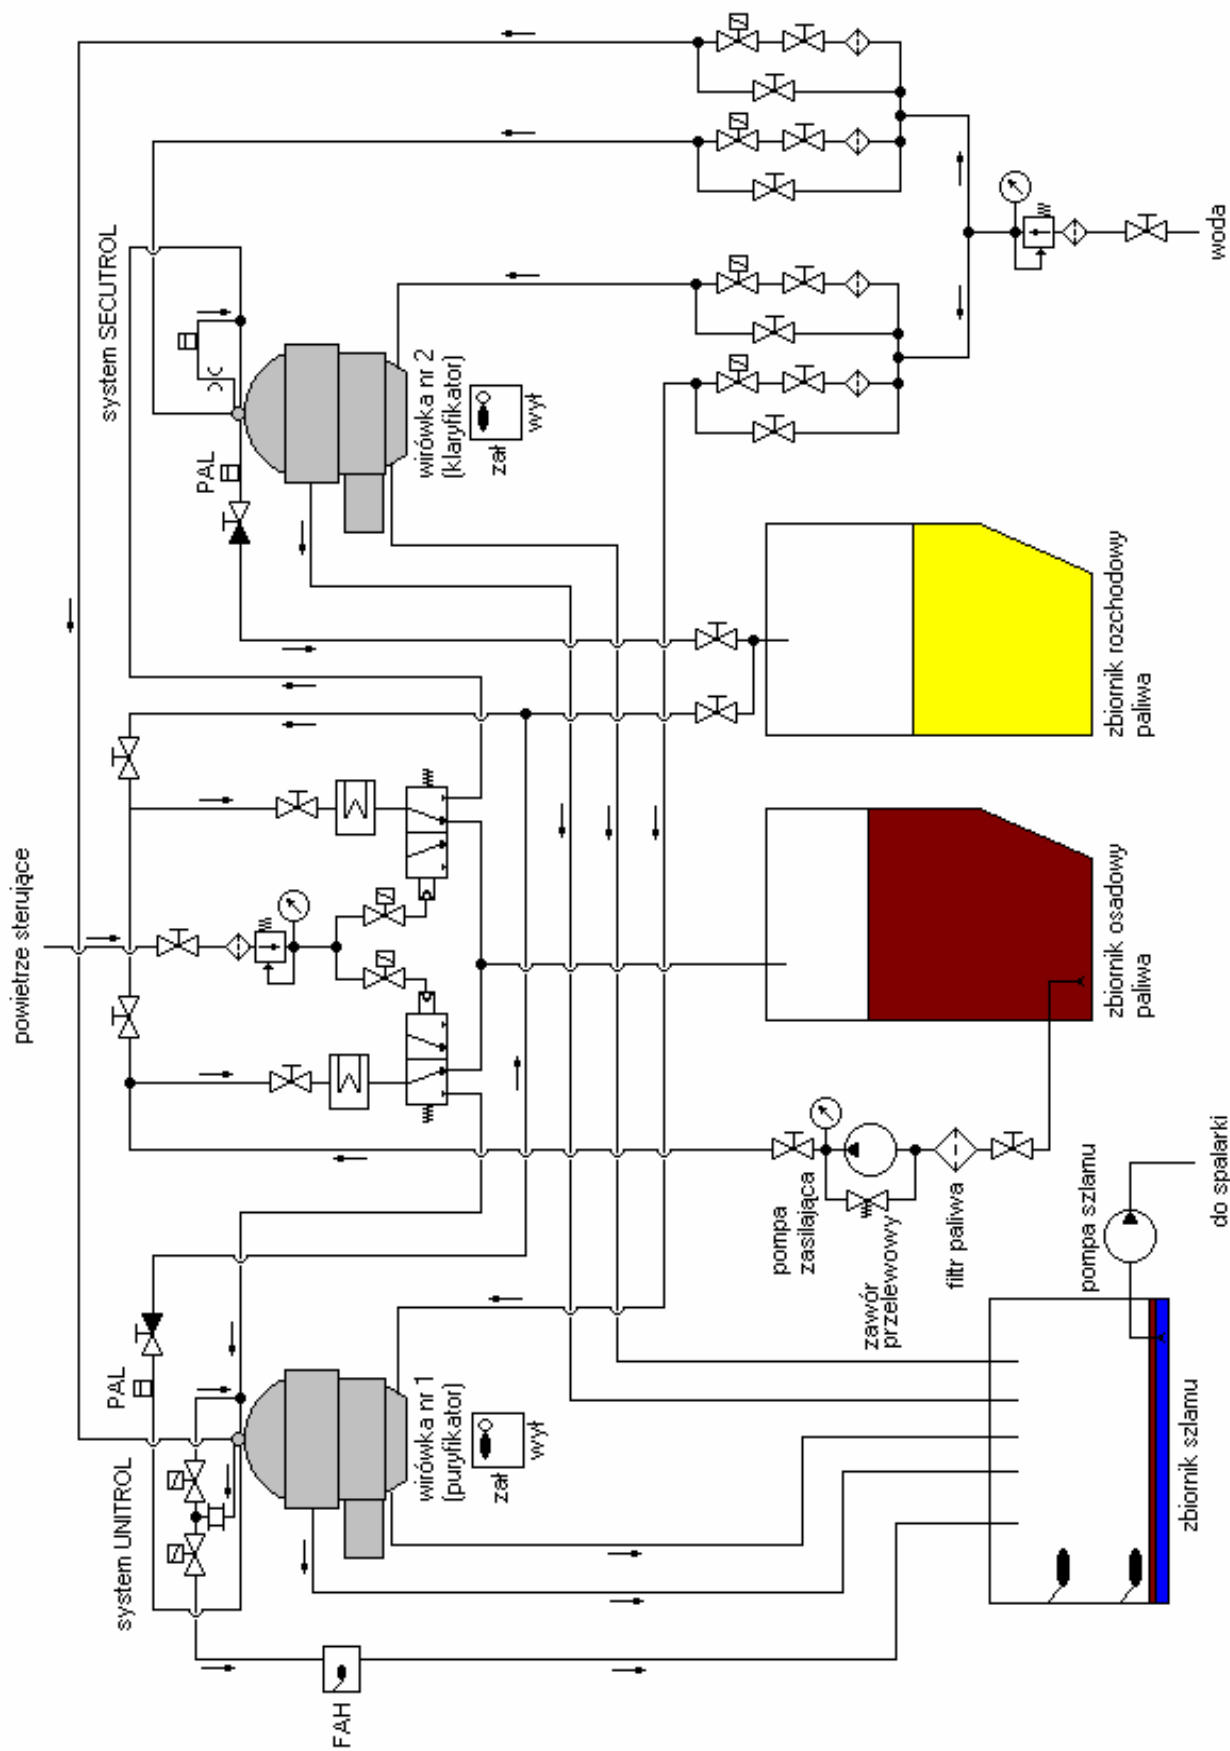 powietrze sterujące
system SECUTROL
PAL
wirówka nr 2
(klaryfikator)
zał
wył
woda
zbiornik rozchodowy
paliwa
zbiornik osadowy
paliwa
pompa
zasilająca
zawór
przelewowy
filtr paliwa
pompa szlamu
do spalarki
system UNITROL
PAL
wirówka nr 1
(puryfikator)
zał
wył
FAH
zbiornik szlamu